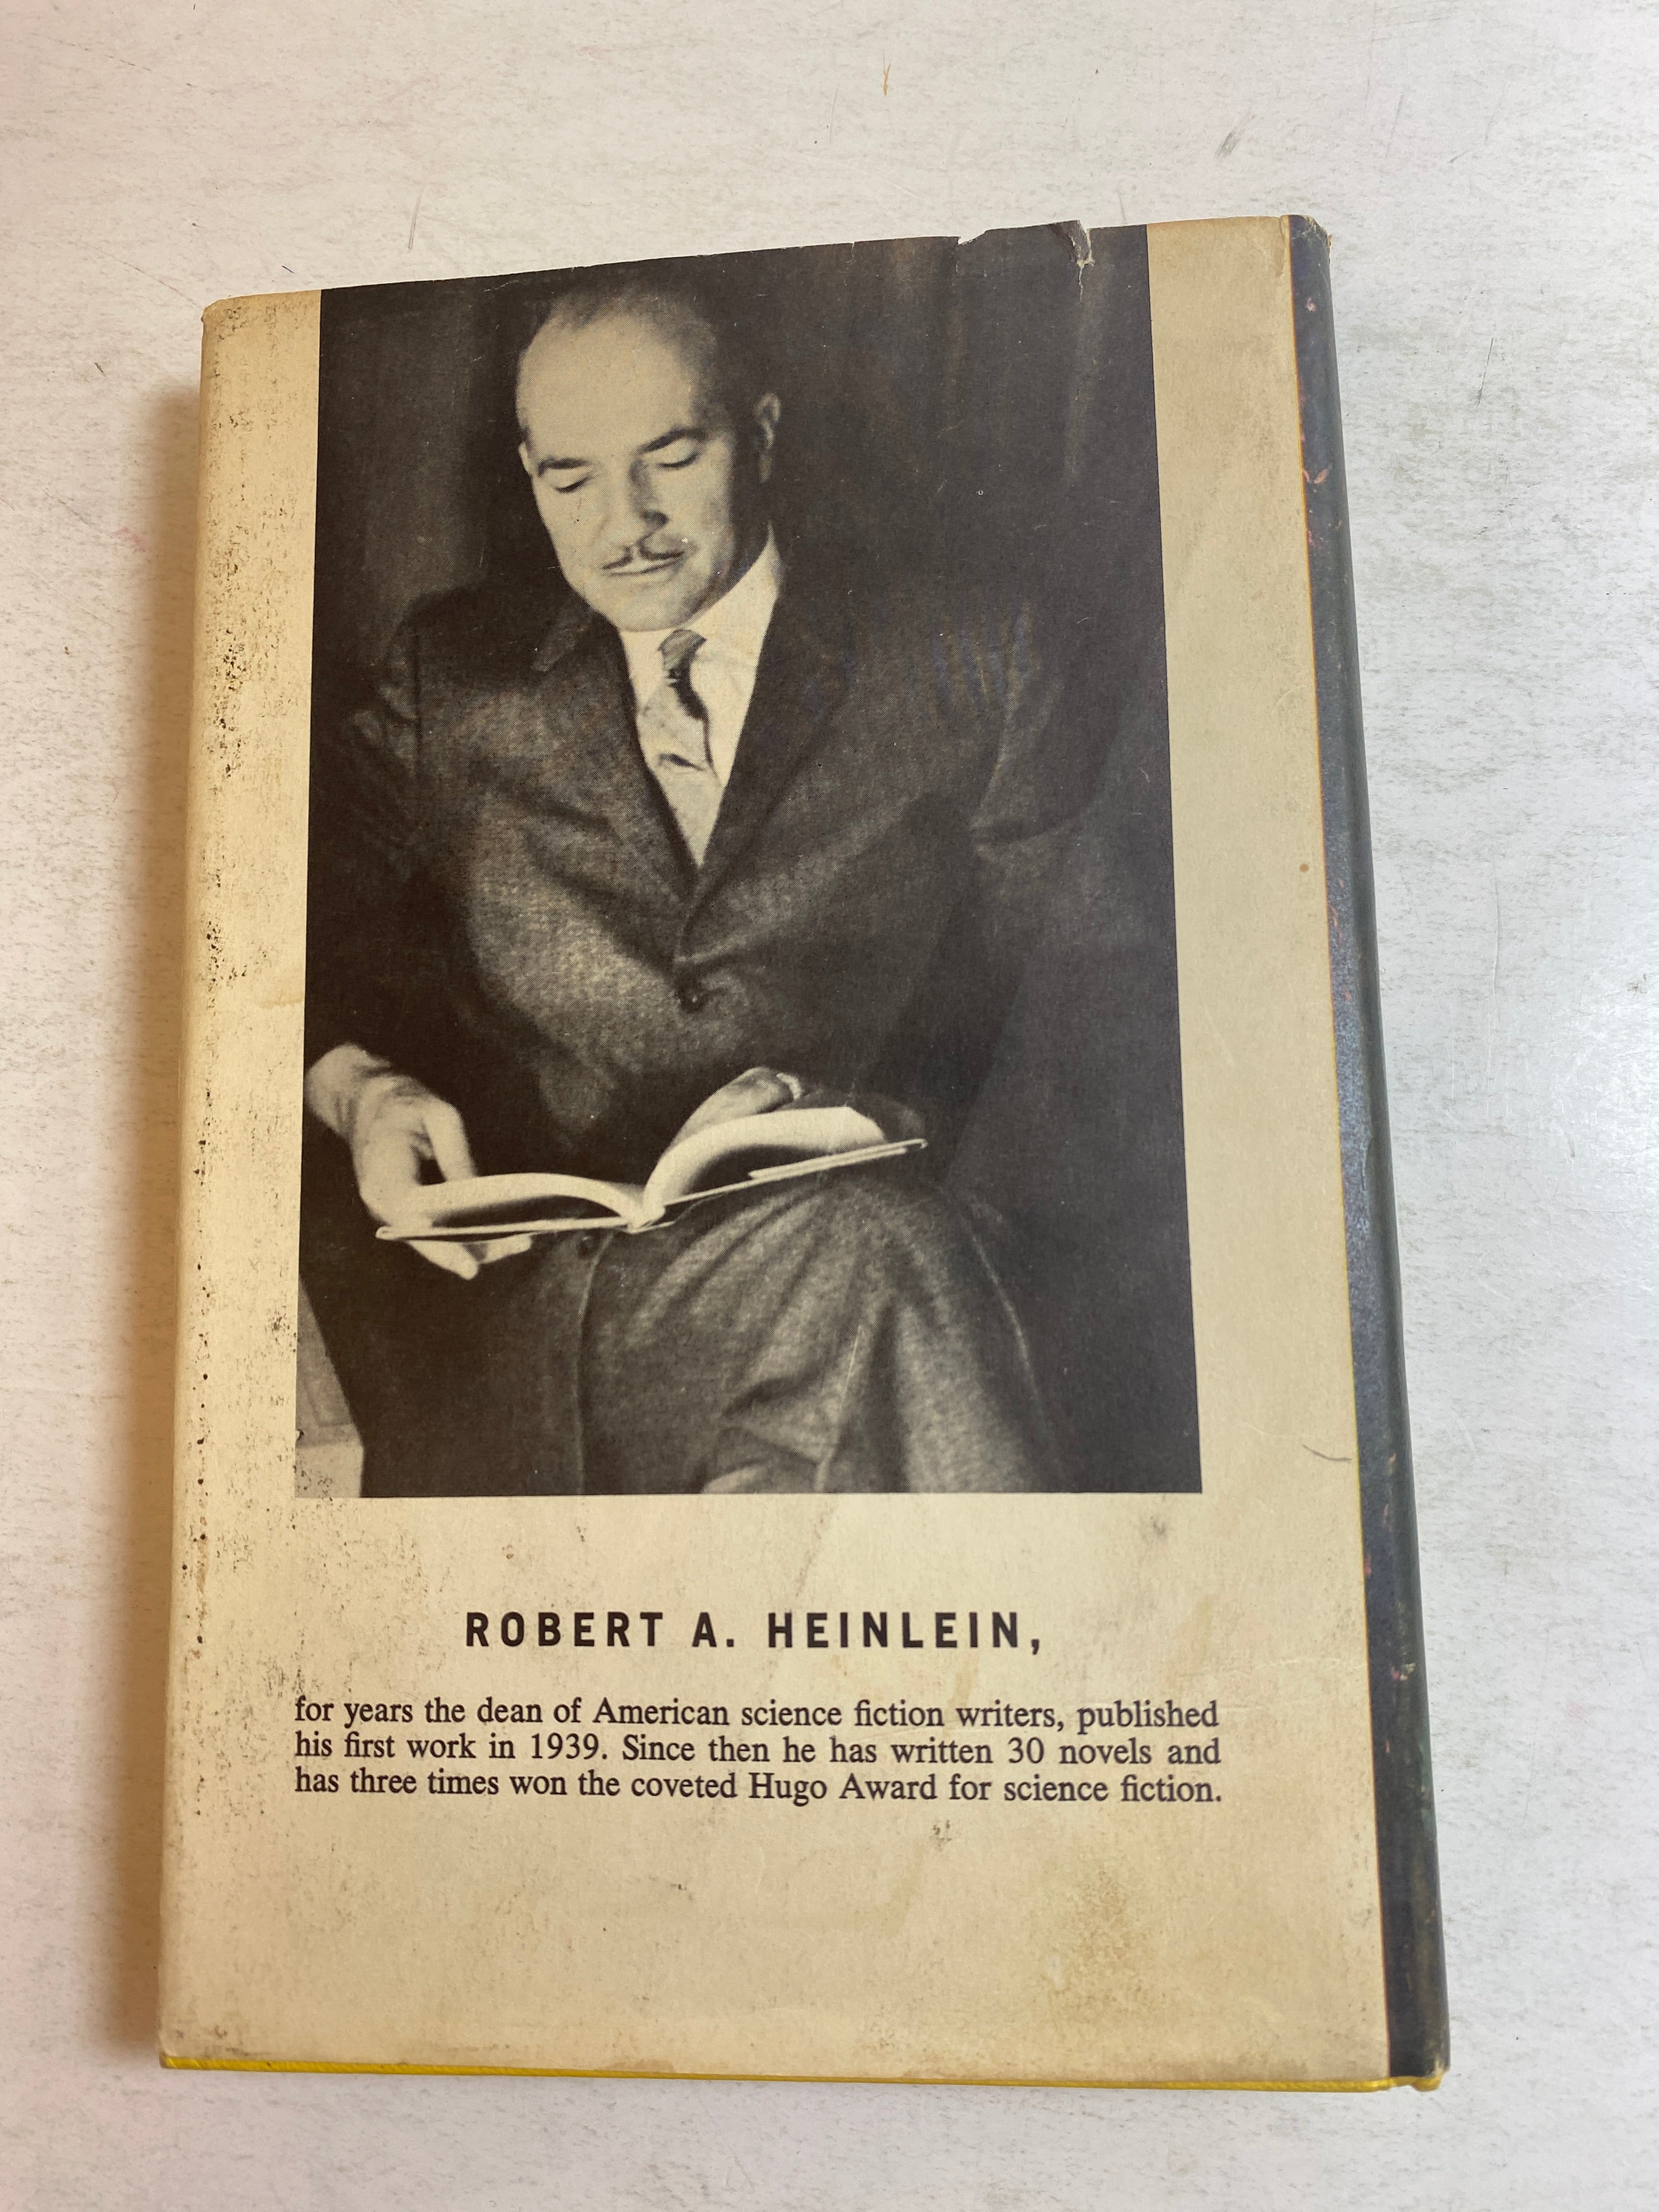 ROBERT A. HEINLEIN,
for years the dean of American science fiction writers, published
his first work in 1939. Since then he has written 30 novels and
has three times won the coveted Hugo Award for science fiction.